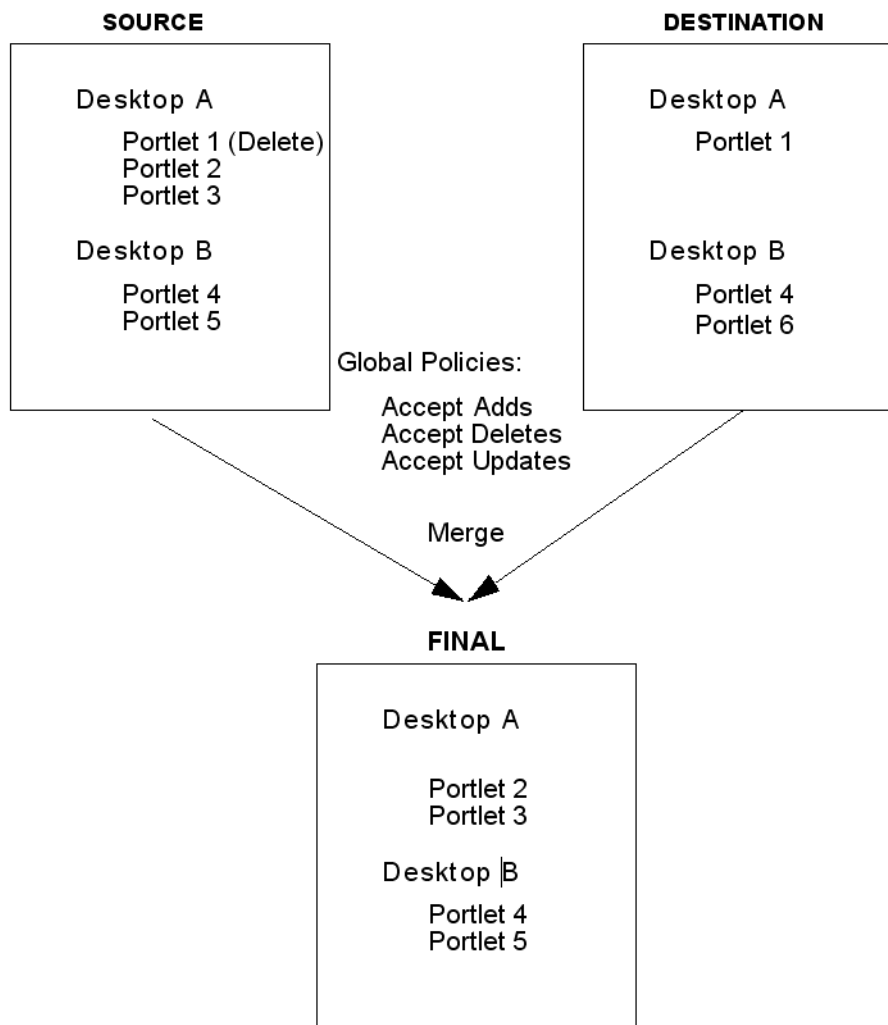 SOURCE
Desktop A
Portlet 1 (Delete)
Portlet 2
Portlet 3
Desktop B
Portlet 4
Portlet 5
DESTINATION
Desktop A
Portlet 1
Desktop B
Portlet 4
Portlet 6
Global Policies:
Accept Adds
Accept Deletes
Accept Updates
Merge
FINAL
Desktop A
Portlet 2
Portlet 3
Desktop B
Portlet 4
Portlet 5